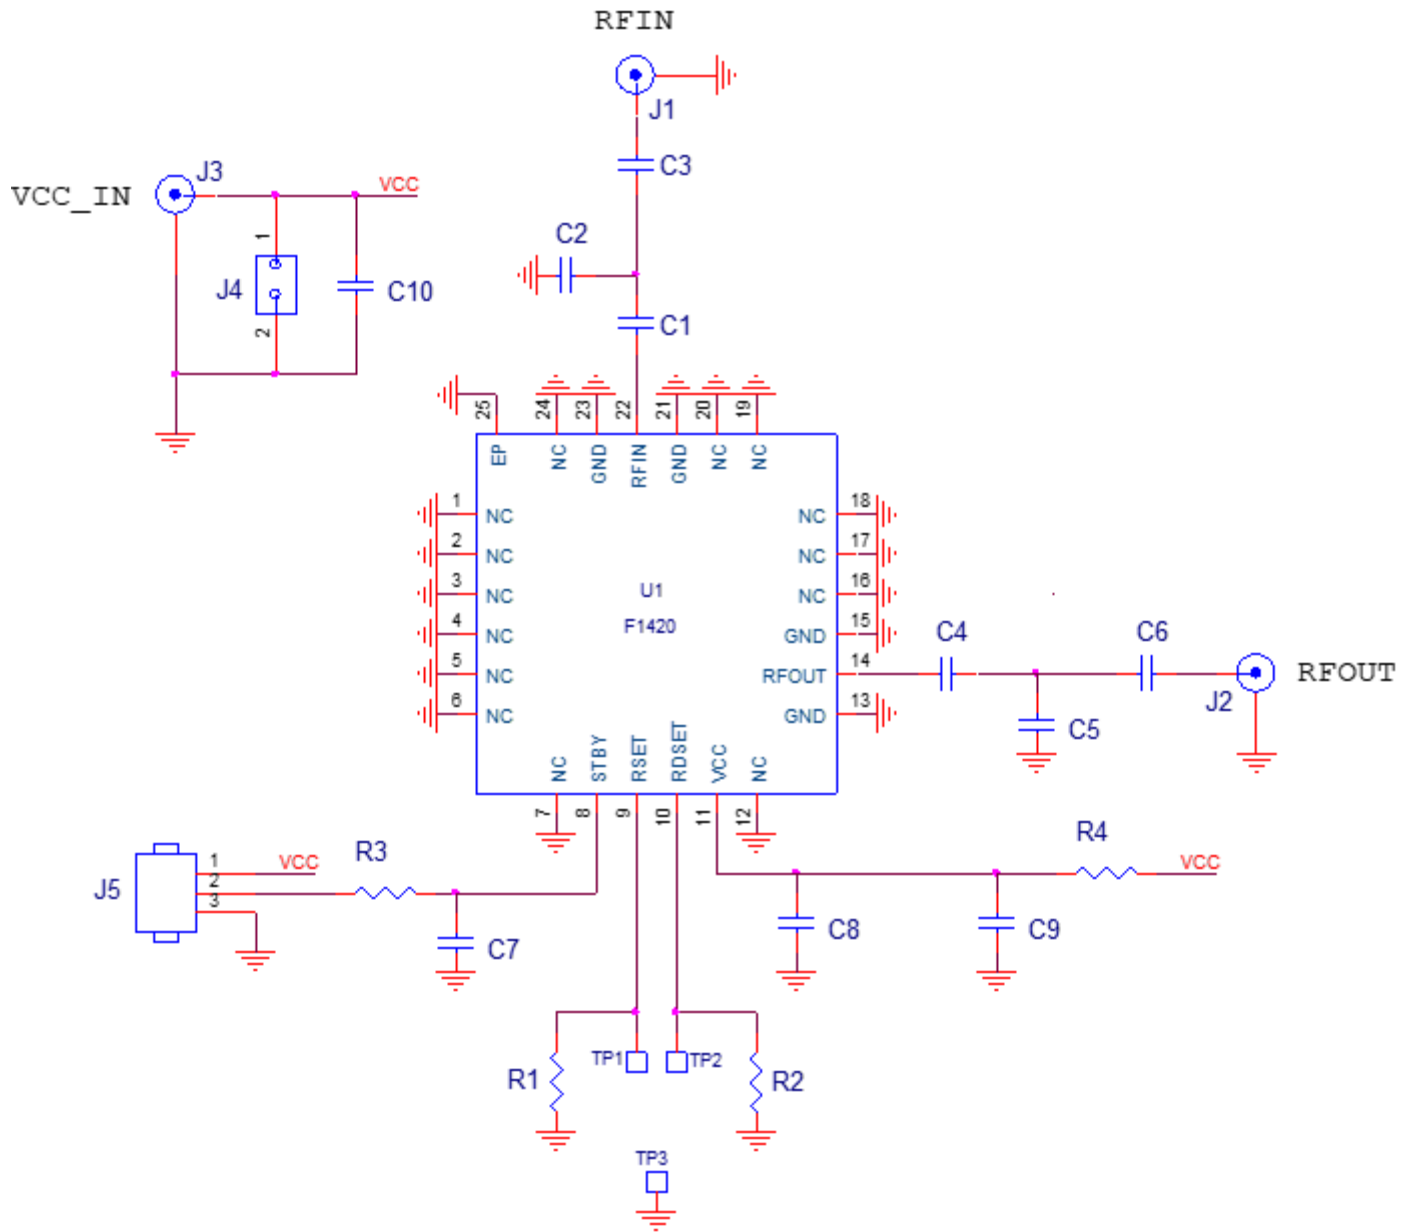 RFIN
J1
C3
J3
VCC
VCC_IN
C2
1
J4
C10
2
C1
25
24
23
22
21
20
19
EP
NC
GND
RFIN
GND
NC
NC
1
NC
2
NC
3
NC
4
NC
5
NC
6
NC
U1
F1420
18
NC
17
NC
16
NC
15
GND
14
RFOUT
13
GND
C4
C6
J2
RFOUT
C5
NC
STBY
RSET
RDSET
VCC
NC
7
8
9
10
11
12
J5
1
2
3
VCC
R3
C7
R4
VCC
C8
C9
R1
TP1
TP2
R2
TP3